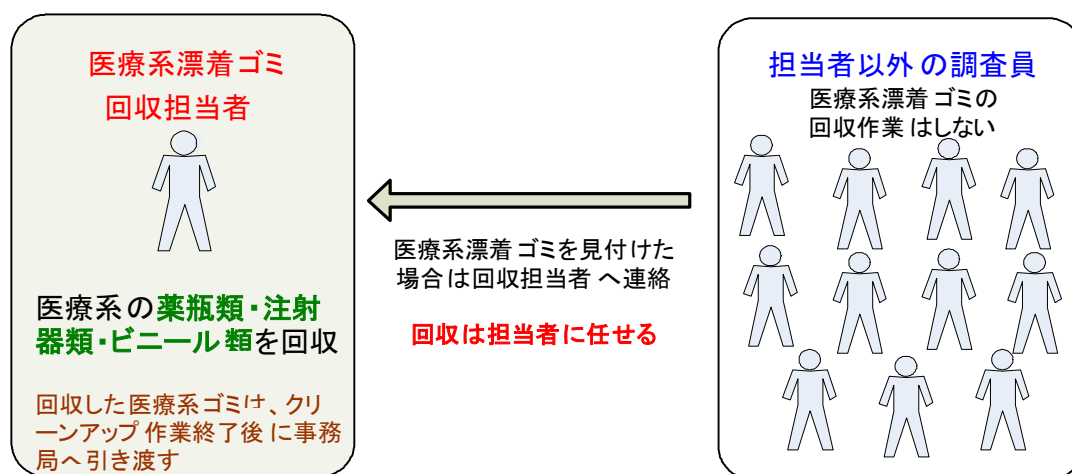 医療系漂着ゴミ
回収担当者
医療系の薬瓶類・注射
器類・ビニール類を回収
回収した医療系ゴミは、クリ
ーンアップ作業終了後に事務
局へ引き渡す
医療系漂着ゴミを見付けた
場合は回収担当者へ連絡
回収は担当者に任せる
担当者以外の調査員
医療系漂着ゴミの
回収作業はしない